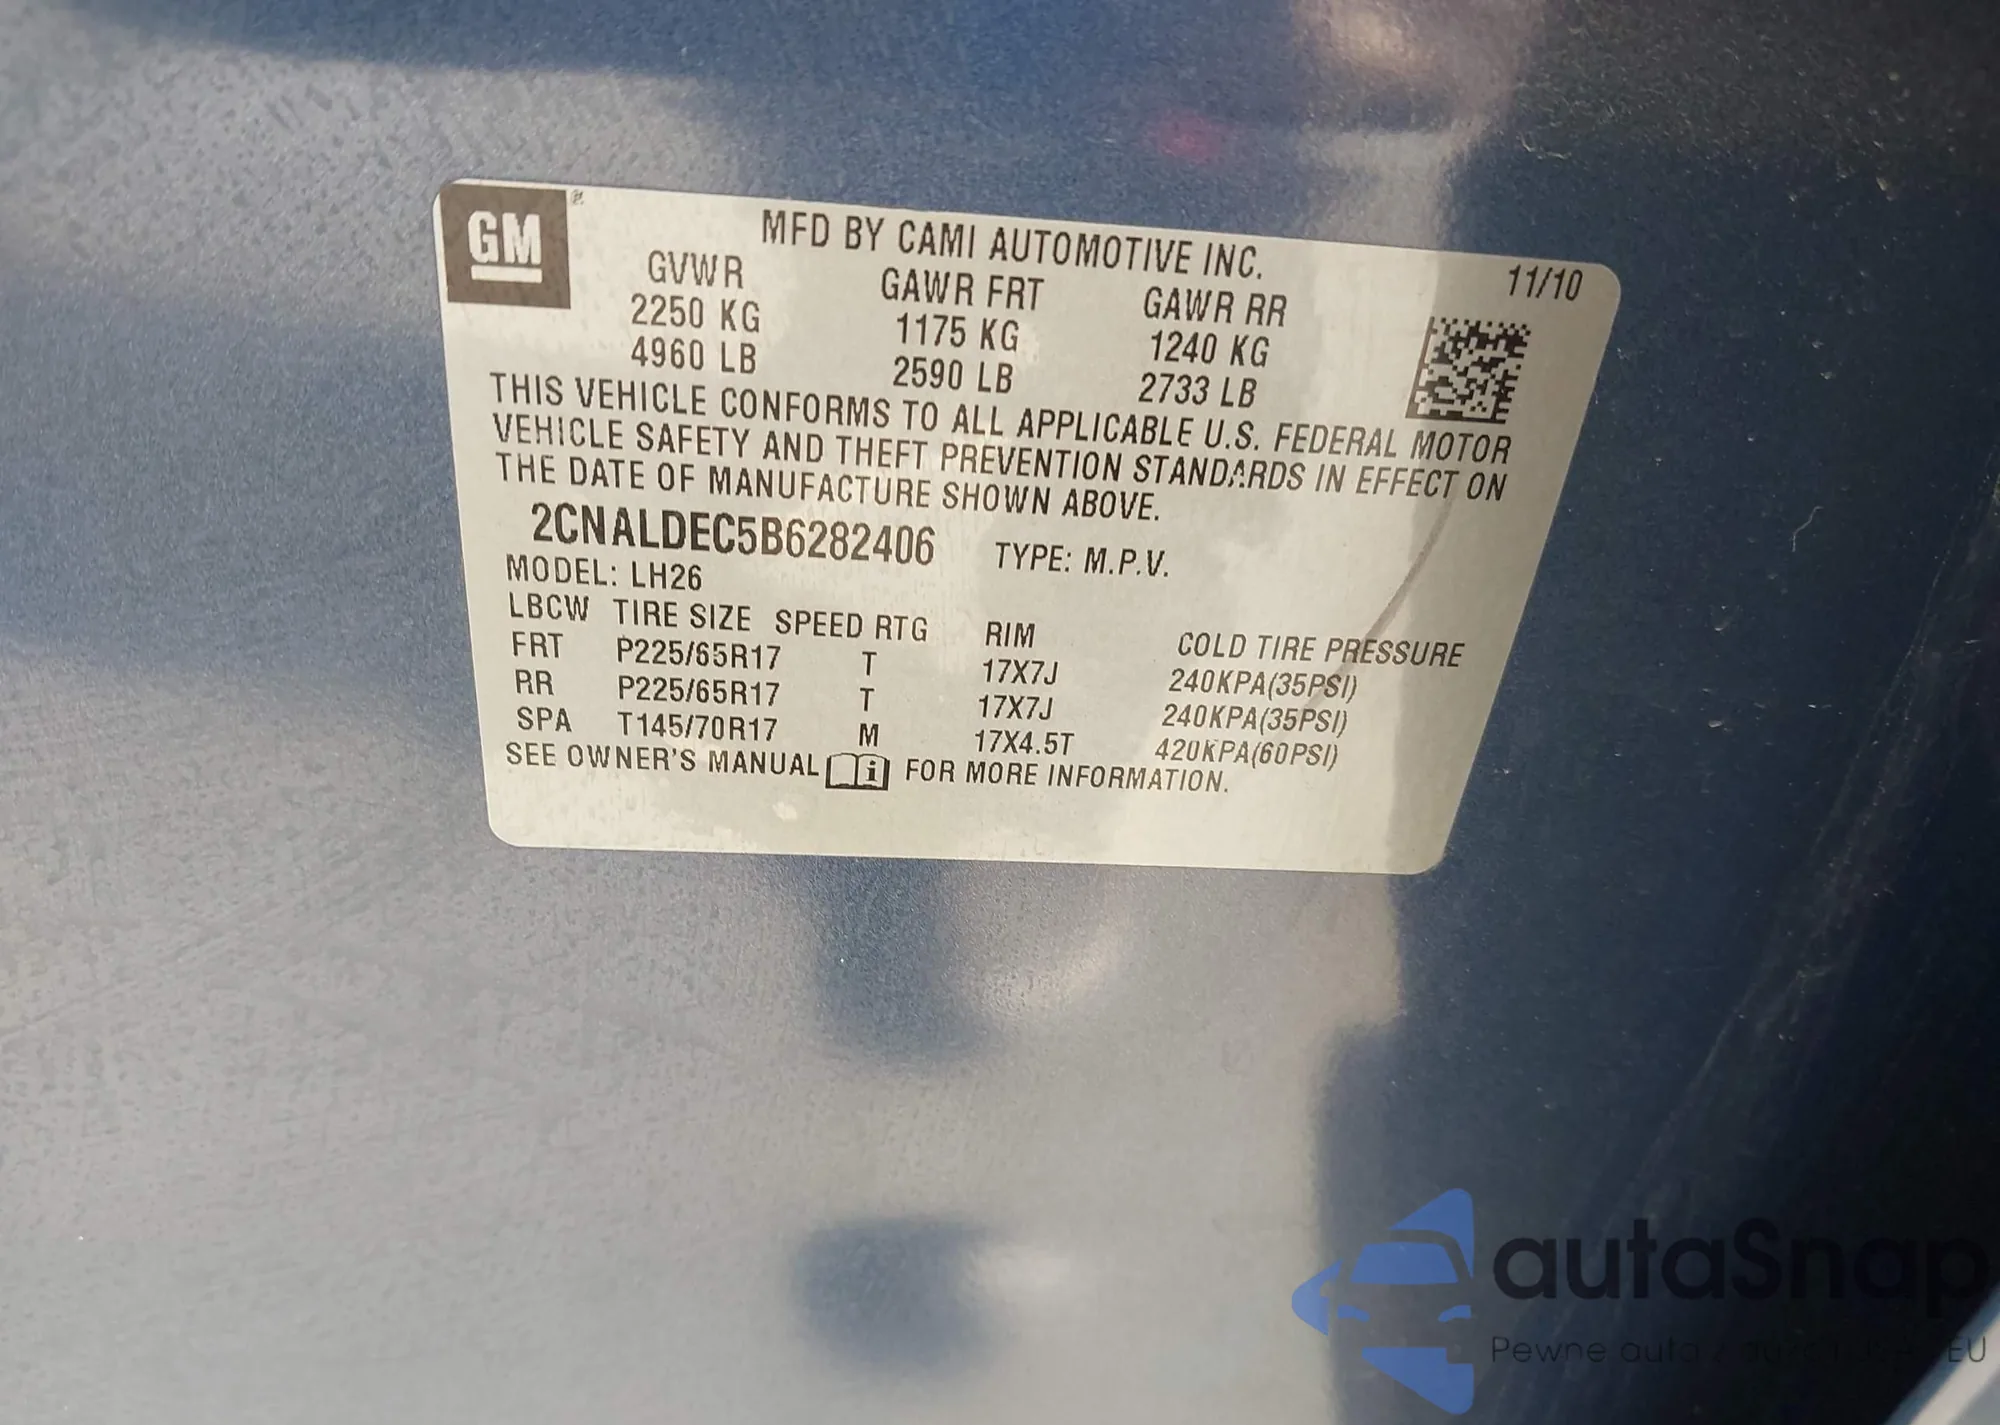 GM
MFD BY CAMI AUTOMOTIVE INC.
11/10
GVWR GAWR FRT GAWR RR
2250 KG 1175 KG 1240 KG
4960 LB 2590 LB 2733 LB
THIS VEHICLE CONFORMS TO ALL APPLICABLE U.S. FEDERAL MOTOR
VEHICLE SAFETY AND THEFT PREVENTION STANDARDS IN EFFECT ON
THE DATE OF MANUFACTURE SHOWN ABOVE.
2CNALDEC5B6282406 TYPE: M.P.V.
MODEL: LH26
LBCW TIRE SIZE SPEED RTG RIM COLD TIRE PRESSURE
FRT P225/65R17 T 17X7J 240KPA(35PSI)
RR P225/65R17 T 17X7J 240KPA(35PSI)
SPA T145/70R17 M 17X4.5T 420KPA(60PSI)
SEE OWNER'S MANUAL FOR MORE INFORMATION.
autaSnap
Pewne auta EU